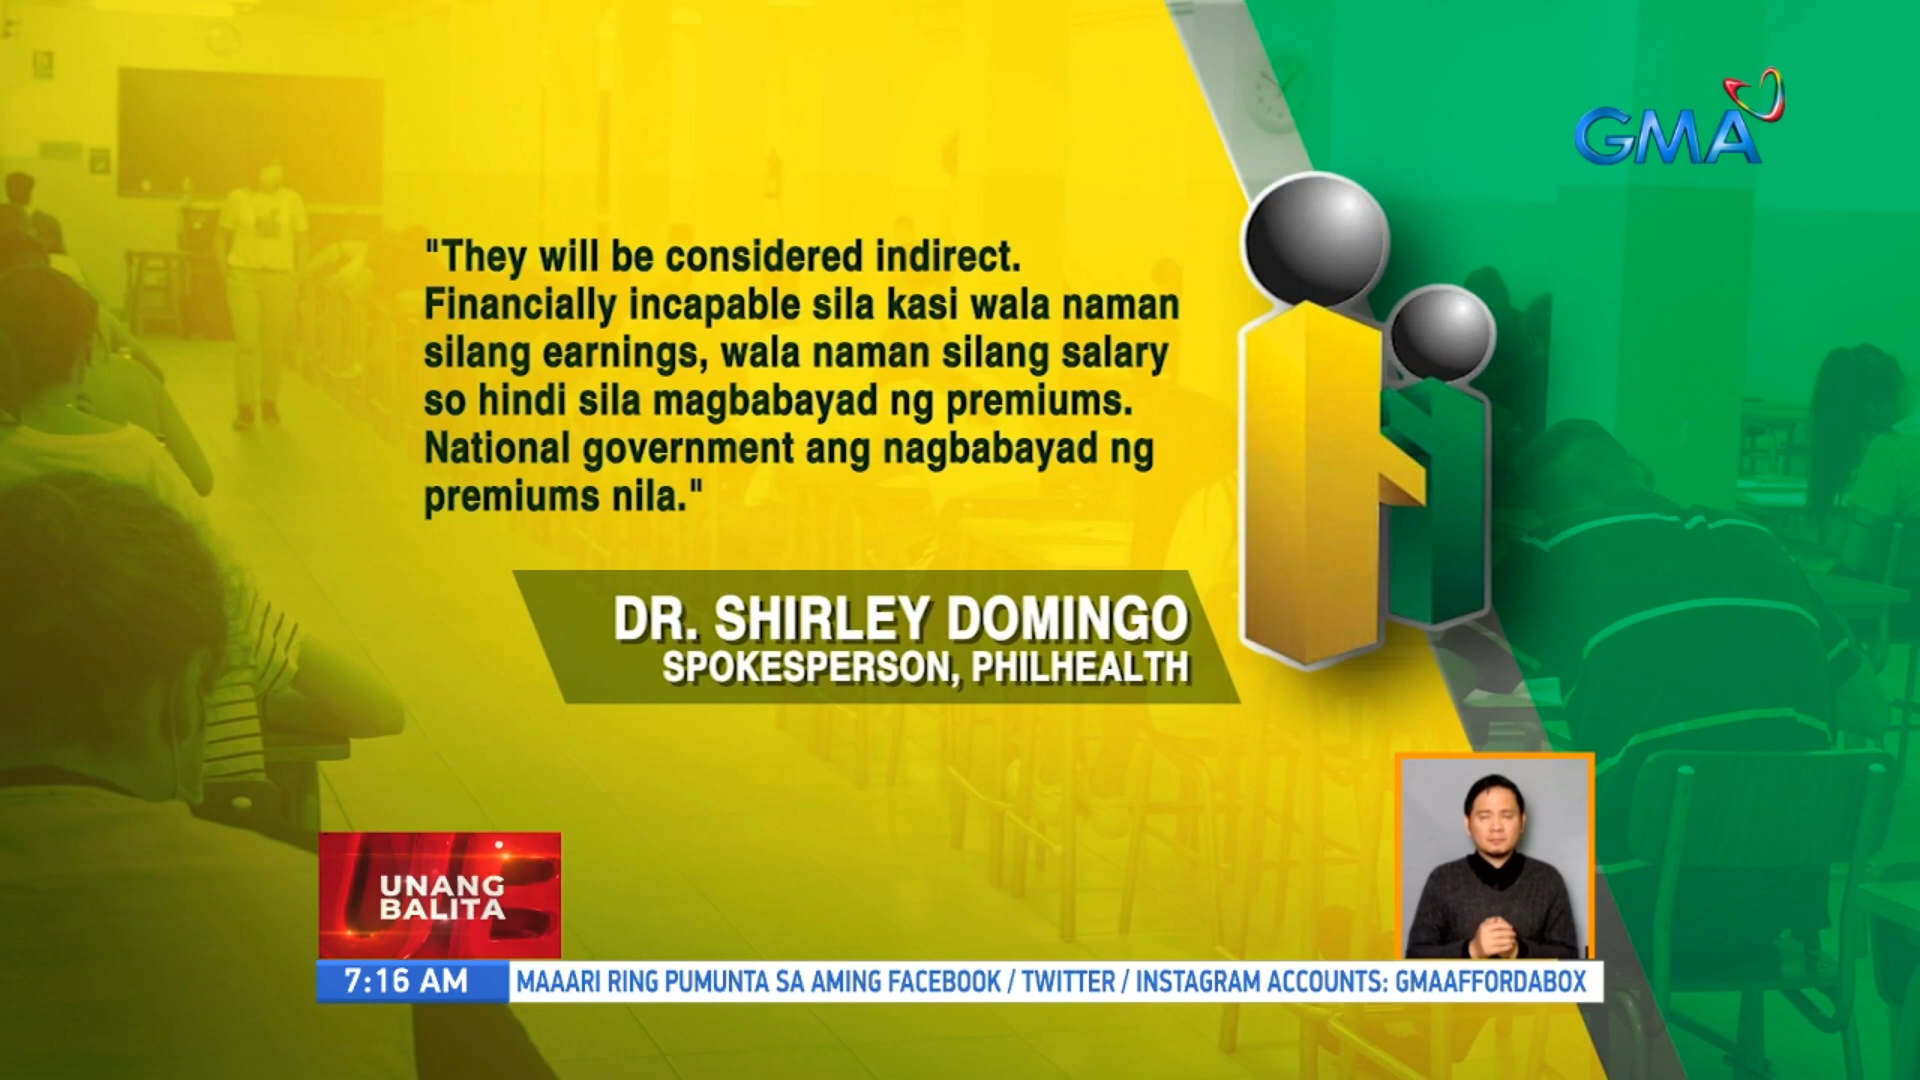 GMA
"They will be considered indirect.
Financially incapable sila kasi wala naman
silang earnings, wala naman silang salary
so hindi sila magbabayad ng premiums.
National government ang nagbabayad ng
premiums nila."
DR. SHIRLEY DOMINGO
SPOKESPERSON, PHILHEALTH
UNANG
BALITA
7:16 AM
MAAARI RING PUMUNTA SA AMING FACEBOOK / TWITTER / INSTAGRAM ACCOUNTS: GMAAFFORDABOX